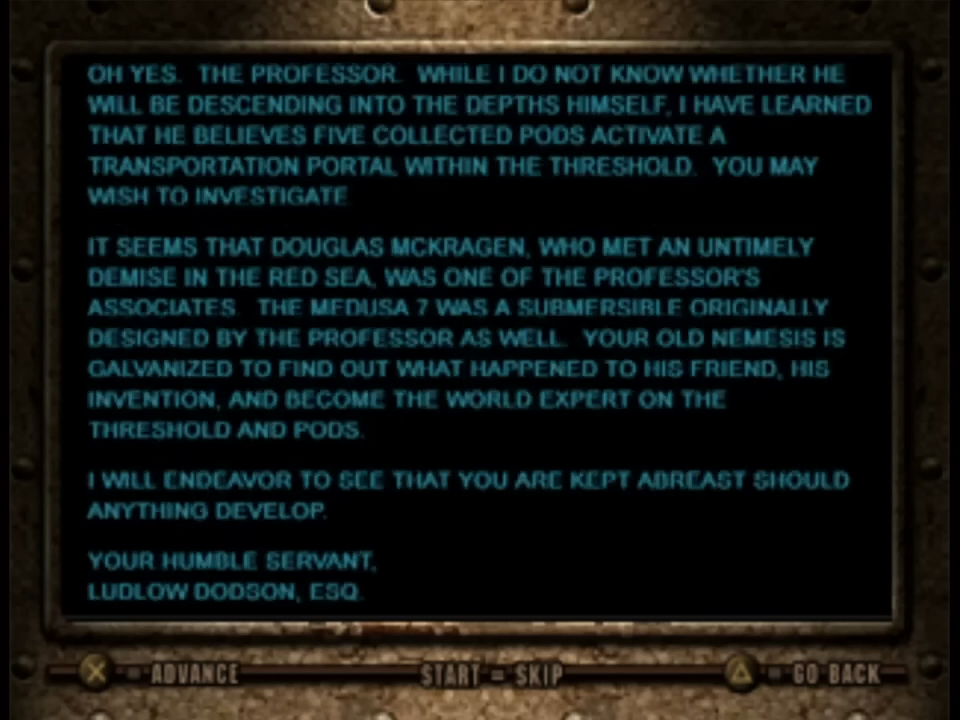 OH YES.  THE PROFESSOR.  WHILE I DO NOT KNOW WHETHER HE
WILL BE DESCENDING INTO THE DEPTHS HIMSELF, I HAVE LEARNED
THAT HE BELIEVES FIVE COLLECTED PODS ACTIVATE A
TRANSPORTATION PORTAL WITHIN THE THRESHOLD.  YOU MAY
WISH TO INVESTIGATE.
IT SEEMS THAT DOUGLAS MCKRAGEN, WHO MET AN UNTIMELY
DEMISE IN THE RED SEA, WAS ONE OF THE PROFESSOR'S
ASSOCIATES.  THE MEDUSA 7 WAS A SUBMERSIBLE ORIGINALLY
DESIGNED BY THE PROFESSOR AS WELL.  YOUR OLD NEMESIS IS
GALVANIZED TO FIND OUT WHAT HAPPENED TO HIS FRIEND, HIS
INVENTION, AND BECOME THE WORLD EXPERT ON THE
THRESHOLD AND PODS.
I WILL ENDEAVOR TO SEE THAT YOU ARE KEPT ABREAST SHOULD
ANYTHING DEVELOP.
YOUR HUMBLE SERVANT,
LUDLOW DODSON, ESQ.
X = ADVANCE START = SKIP △ = GO BACK